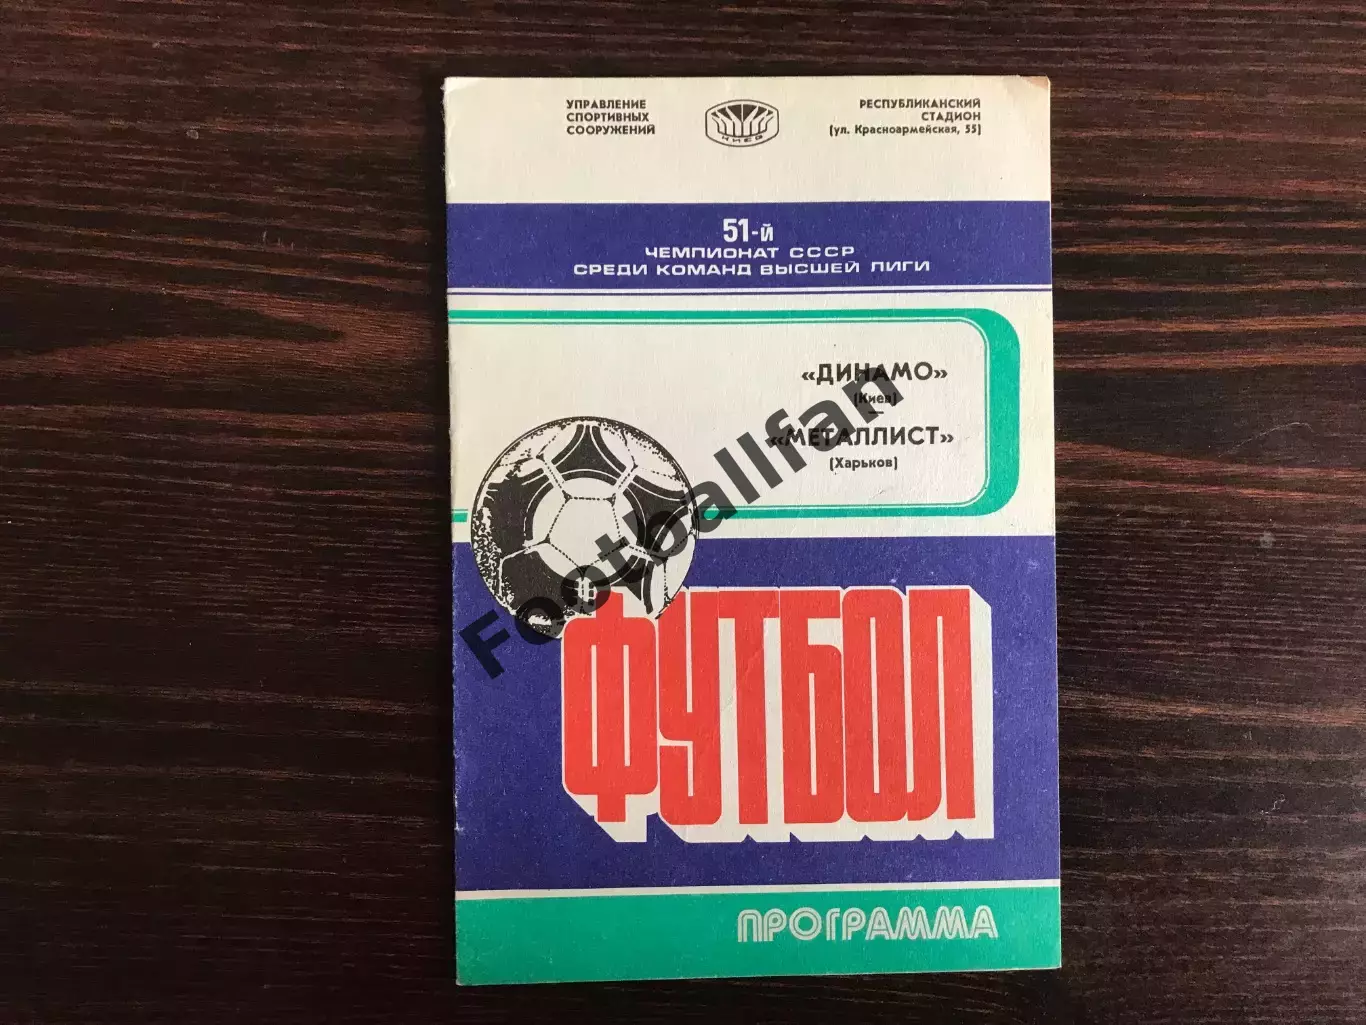 УПРАВЛЕНИЕ
СПОРТИВНЫХ
СООРУЖЕНИЙ
КИЕВ
РЕСПУБЛИКАНСКИЙ
СТАДИОН
(ул. Красноармейская, 55)
51-й
ЧЕМПИОНАТ СССР
СРЕДИ КОМАНД ВЫСШЕЙ ЛИГИ
«ДИНАМО»
(Киев)
—
«МЕТАЛЛИСТ»
(Харьков)
Footballfan
ФУТБОЛ
ПРОГРАММА